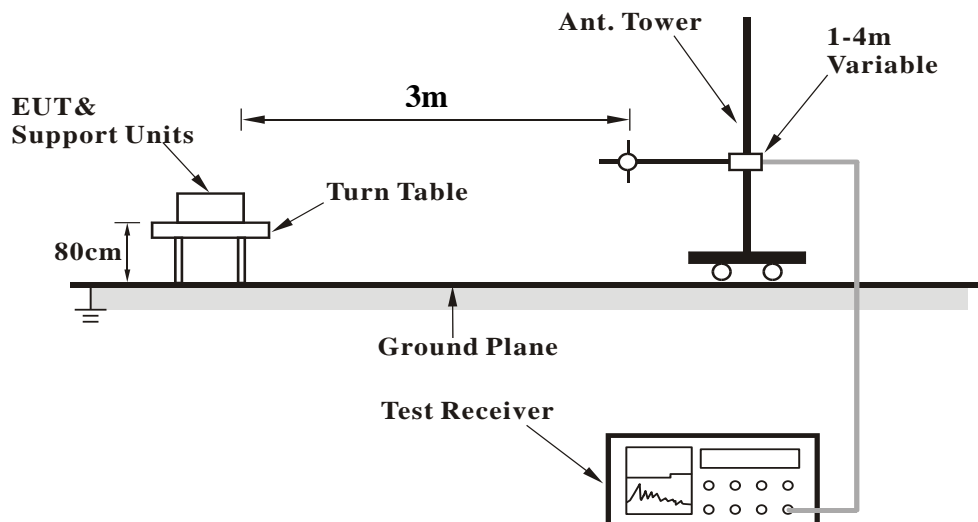 Ant. Tower
1-4m
Variable
3m
EUT&
Support Units
Turn Table
80cm
Ground Plane
Test Receiver